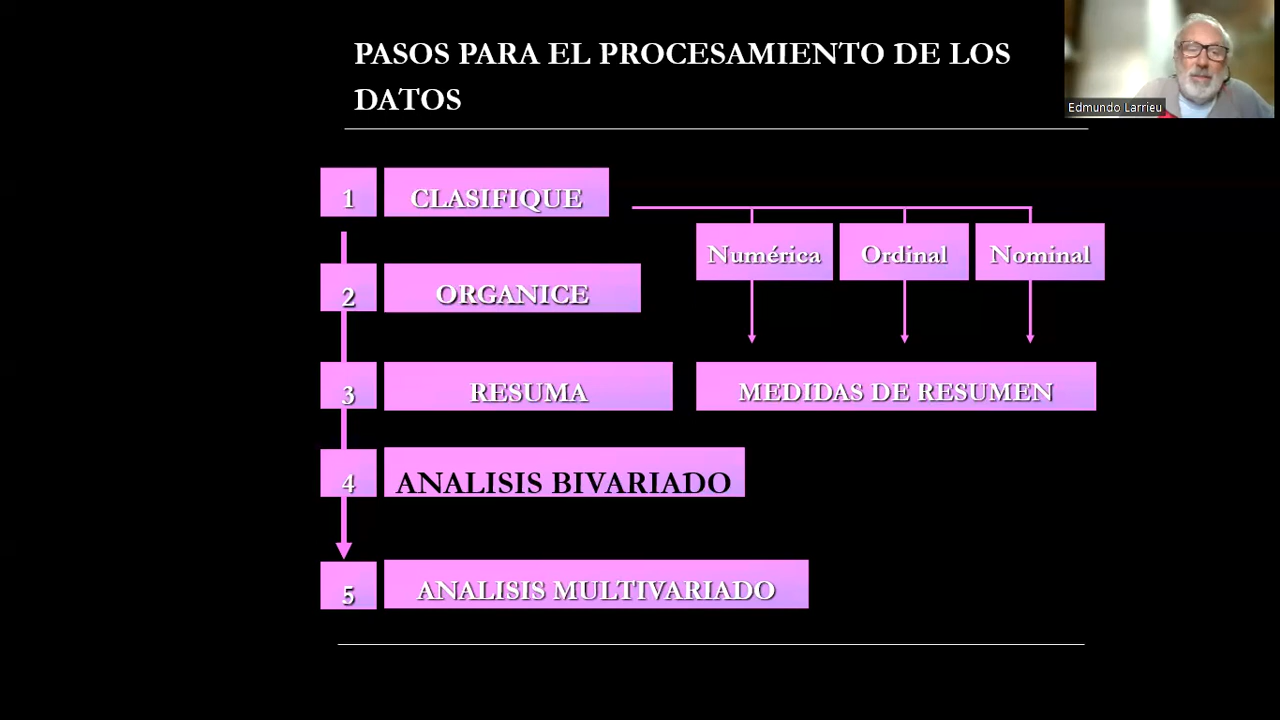 PASOS PARA EL PROCESAMIENTO DE LOS
DATOS
Edmundo Larrieu
1 CLASIFIQUE
Numérica Ordinal Nominal
2 ORGANICE
3 RESUMA MEDIDAS DE RESUMEN
4 ANALISIS BIVARIADO
5 ANALISIS MULTIVARIADO